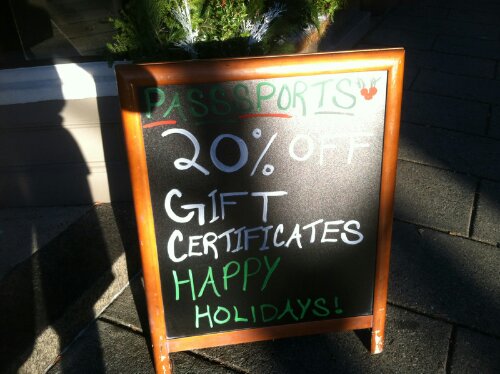 PASSSPORTS
20% OFF
GIFT
CERTIFICATES
HAPPY
HOLIDAYS!